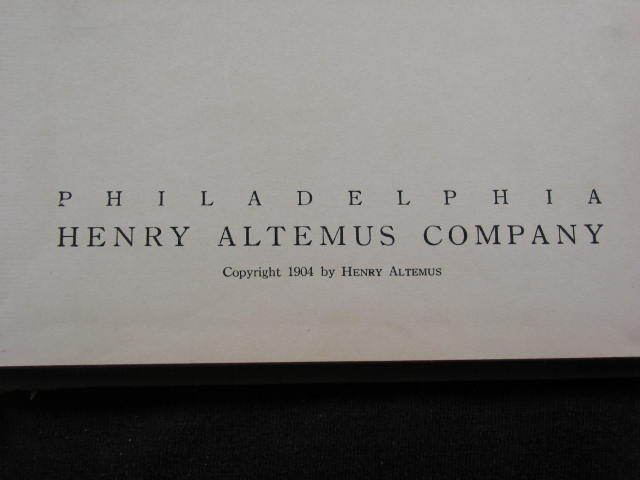 PHILADELPHIA
HENRY ALTEMUS COMPANY
Copyright 1904 by HENRY ALTEMUS